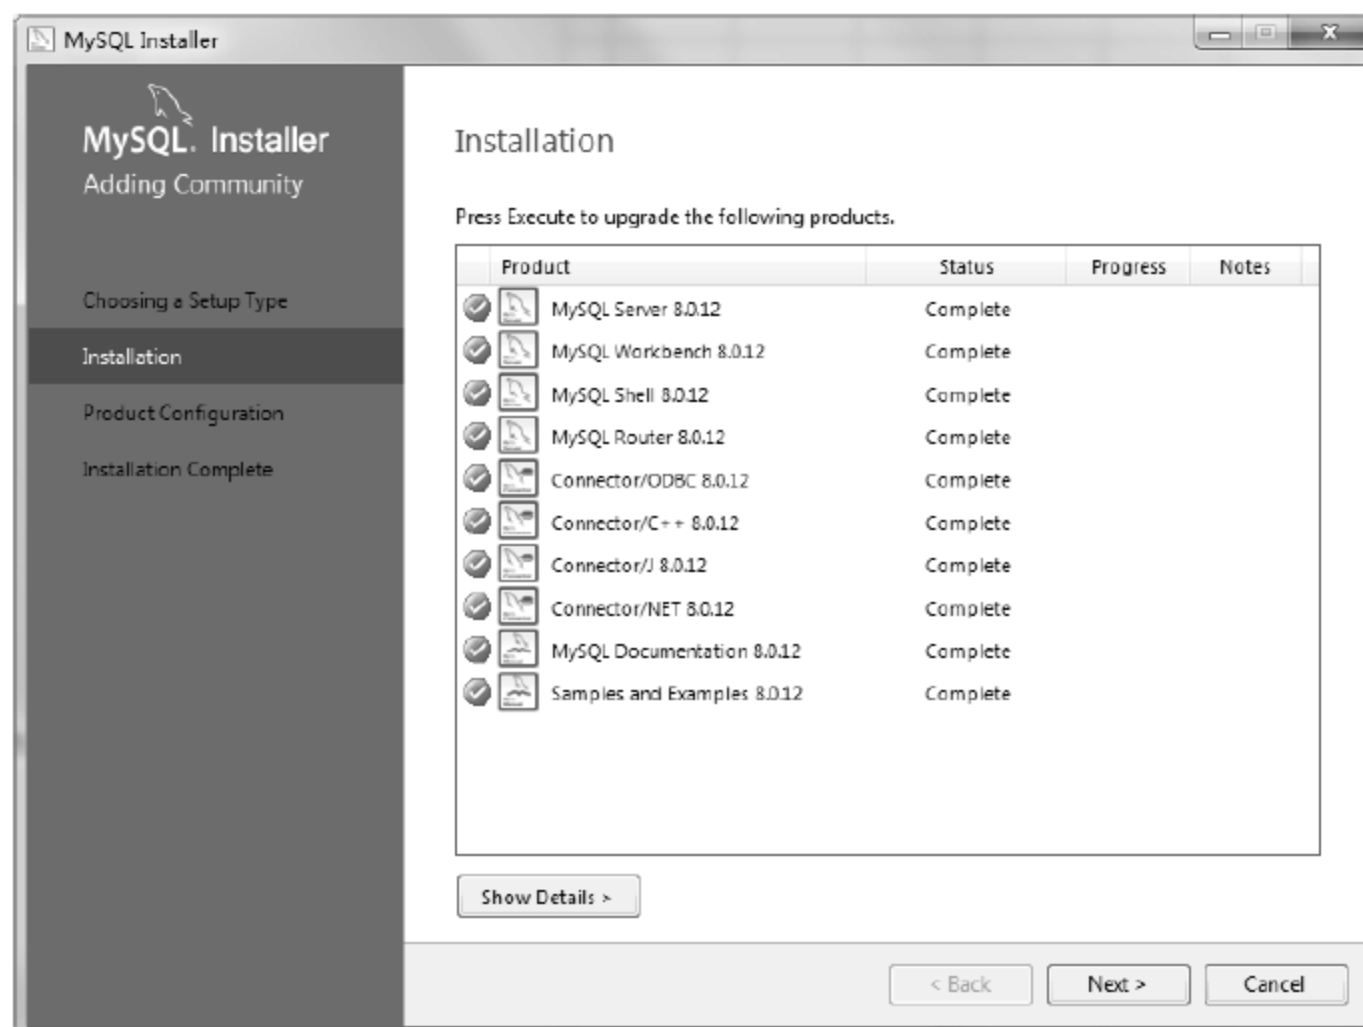 MySQL Installer
MySQL. Installer
Adding Community
Choosing a Setup Type
Installation
Product Configuration
Installation Complete
Installation
Press Execute to upgrade the following products.
Product Status Progress Notes
MySQL Server 8.0.12 Complete
MySQL Workbench 8.0.12 Complete
MySQL Shell 8.0.12 Complete
MySQL Router 8.0.12 Complete
Connector/ODBC 8.0.12 Complete
Connector/C++ 8.0.12 Complete
Connector/J 8.0.12 Complete
Connector/NET 8.0.12 Complete
MySQL Documentation 8.0.12 Complete
Samples and Examples 8.0.12 Complete
Show Details >
< Back Next > Cancel